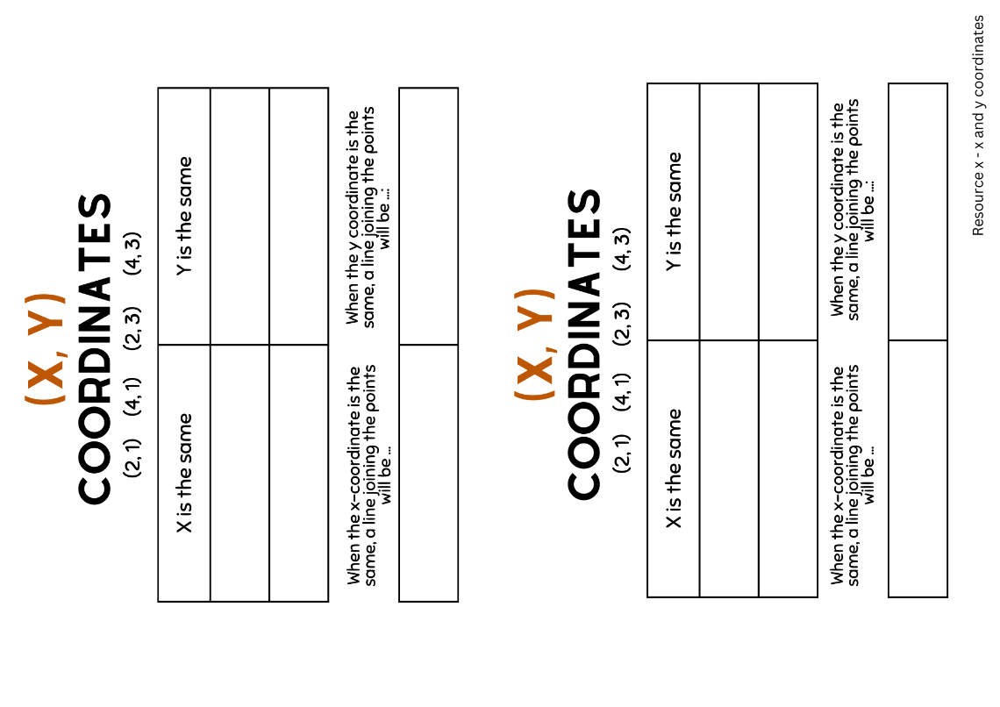 (X, Y)
COORDINATES
(2, 1) (4, 1) (2, 3) (4, 3)
X is the same
Y is the same
When the x-coordinate is the
same, a line joining the points
will be ...
When the y coordinate is the
same, a line joining the points
will be ...:
(X, Y)
COORDINATES
(2, 1) (4, 1) (2, 3) (4, 3)
X is the same
Y is the same
When the x-coordinate is the
same, a line joining the points
will be ...
When the y coordinate is the
same, a line joining the points
will be ...:
Resource x - x and y coordinates